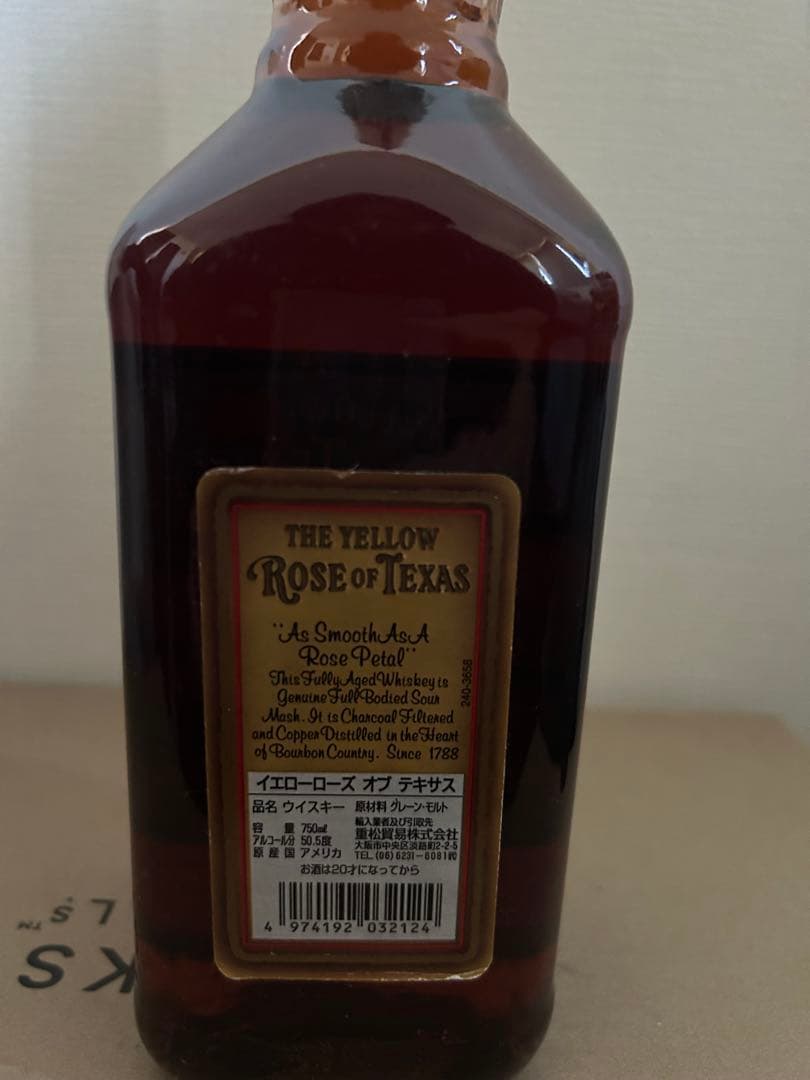 THE YELLOW
ROSE OF TEXAS
"As Smooth As A
Rose Petal"
This Fully Aged Whiskey is
Genuine Full Bodied Sour
Mash. It is Charcoal Filtered
and Copper Distilled in the Heart
of Bourbon Country. Since 1788
240-3658
イエローローズ オブ テキサス
品名 ウイスキー 原材料 グレーン・モルト
容 量 750㎖
アルコール分 50.5度
原産国 アメリカ
輸入業者及び引取先
重松貿易株式会社
大阪市中央区淡路町2-2-5
TEL.(06)6231-6081㈹
お酒は20才になってから
4 974192 032124
L'S™
KS